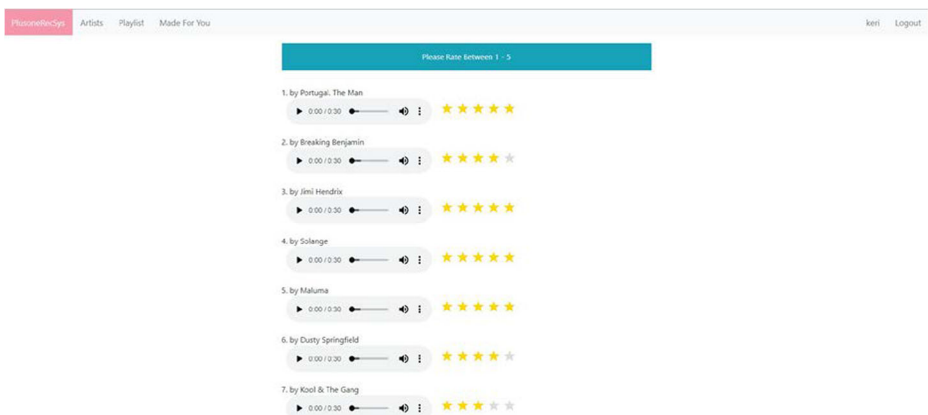 PlusoneRecSys Artists Playlist Made For You keri Logout
Please Rate Between 1 - 5
1. by Portugal. The Man
0:00 / 0:30
2. by Breaking Benjamin
0:00 / 0:30
3. by Jimi Hendrix
0:00 / 0:30
4. by Solange
0:00 / 0:30
5. by Maluma
0:00 / 0:30
6. by Dusty Springfield
0:00 / 0:30
7. by Kool & The Gang
0:00 / 0:30